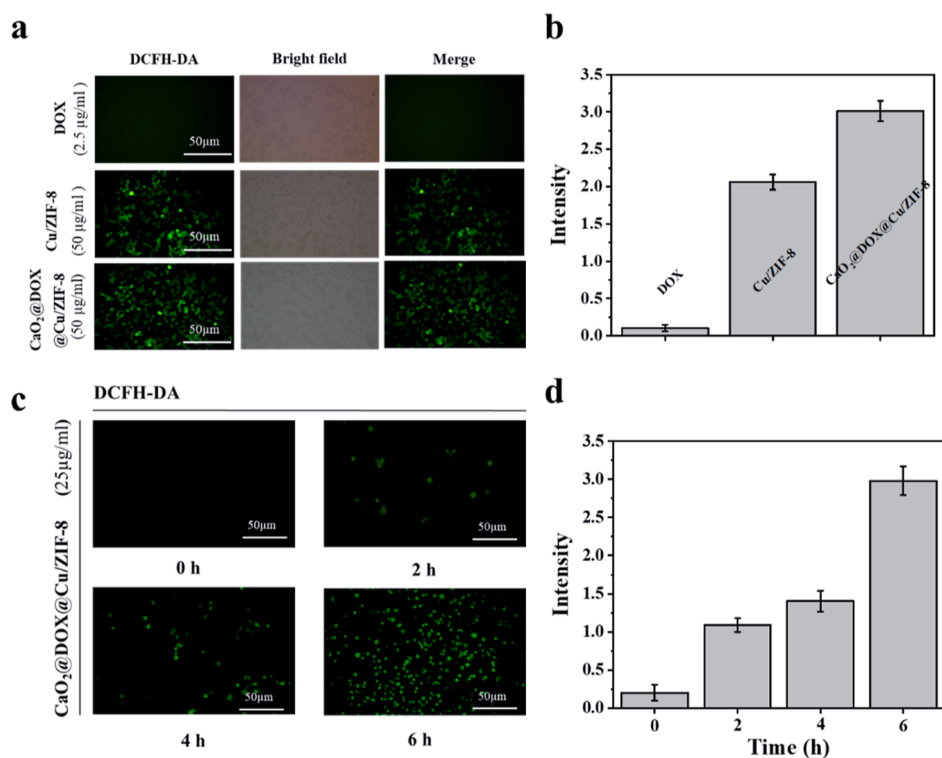 a
DCFH-DA Bright field Merge
DOX
(2.5 μg/ml)
50μm
Cu/ZIF-8
(50 μg/ml)
50μm
CaO₂@DOX
@Cu/ZIF-8
(50 μg/ml)
50μm
b
Intensity
3.5
3.0
2.5
2.0
1.5
1.0
0.5
0.0
DOX
Cu/ZIF-8
CaO₂@DOX@Cu/ZIF-8
c
DCFH-DA
CaO₂@DOX@Cu/ZIF-8 (25μg/ml)
50μm
50μm
0 h
2 h
50μm
50μm
4 h
6 h
d
Intensity
3.5
3.0
2.5
2.0
1.5
1.0
0.5
0.0
0 2 4 6
Time (h)